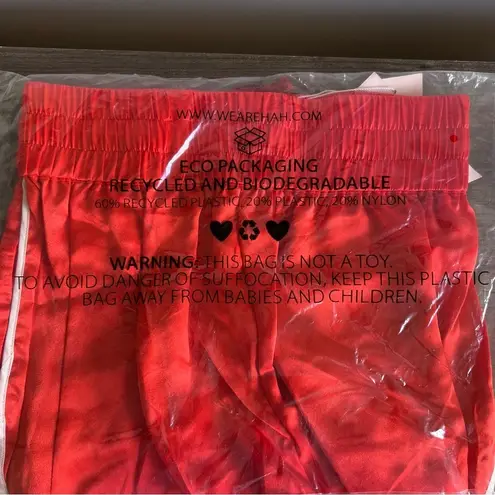 WWW.WEAREHAH.COM
ECO PACKAGING
RECYCLED AND BIODEGRADABLE
60% RECYCLED PLASTIC, 20% PLASTIC, 20% NYLON
WARNING: THIS BAG IS NOT A TOY.
TO AVOID DANGER OF SUFFOCATION, KEEP THIS PLASTIC
BAG AWAY FROM BABIES AND CHILDREN.